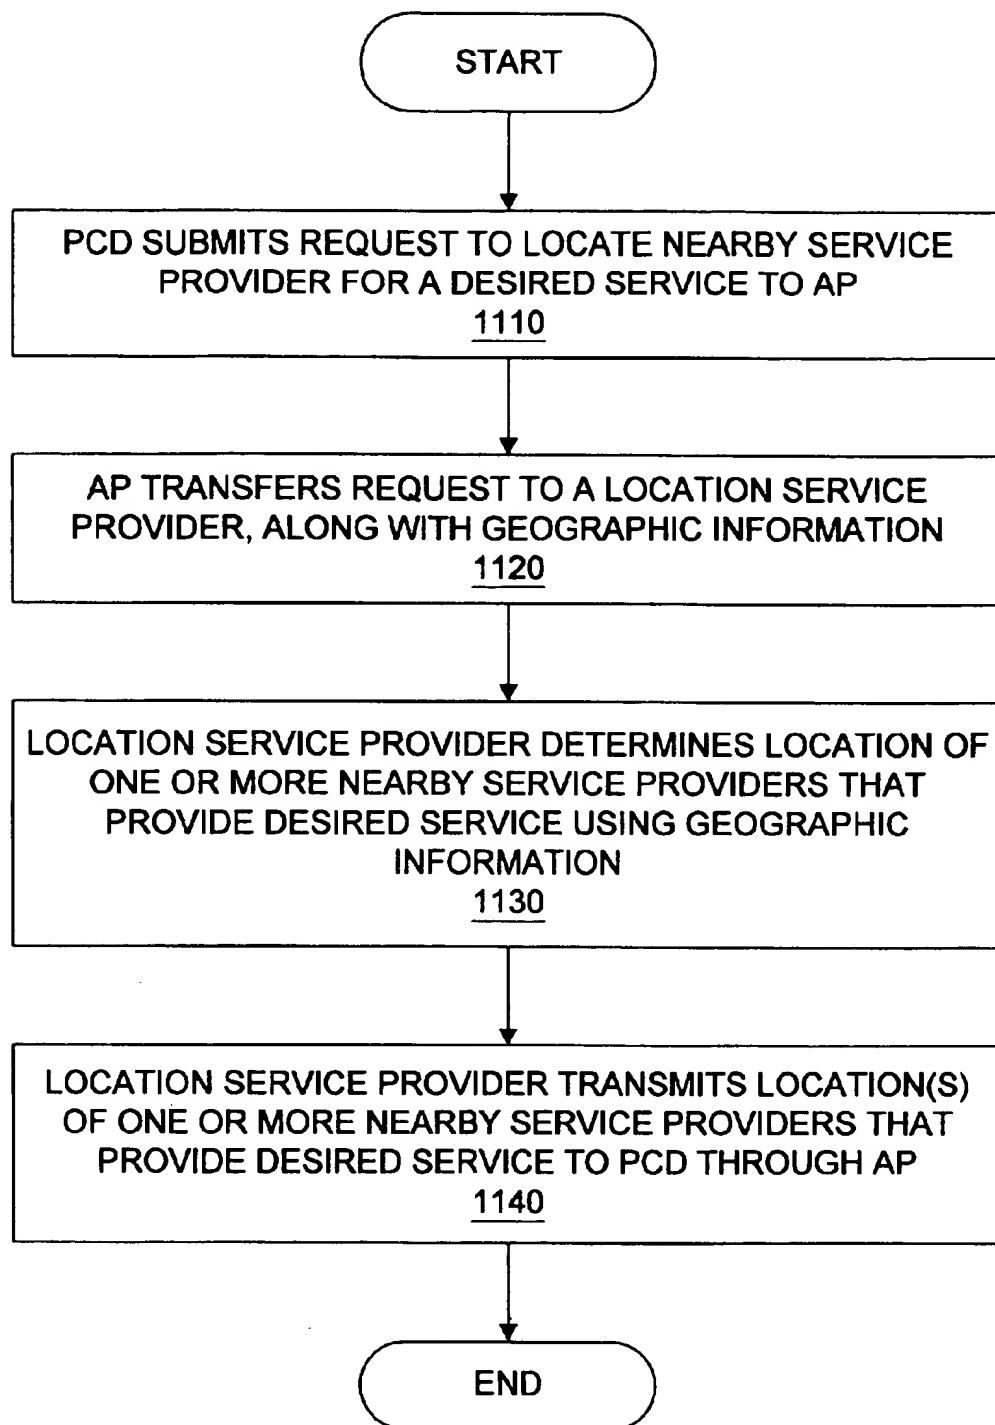 START
PCD SUBMITS REQUEST TO LOCATE NEARBY SERVICE
PROVIDER FOR A DESIRED SERVICE TO AP
1110
AP TRANSFERS REQUEST TO A LOCATION SERVICE
PROVIDER, ALONG WITH GEOGRAPHIC INFORMATION
1120
LOCATION SERVICE PROVIDER DETERMINES LOCATION OF
ONE OR MORE NEARBY SERVICE PROVIDERS THAT
PROVIDE DESIRED SERVICE USING GEOGRAPHIC
INFORMATION
1130
LOCATION SERVICE PROVIDER TRANSMITS LOCATION(S)
OF ONE OR MORE NEARBY SERVICE PROVIDERS THAT
PROVIDE DESIRED SERVICE TO PCD THROUGH AP
1140
END